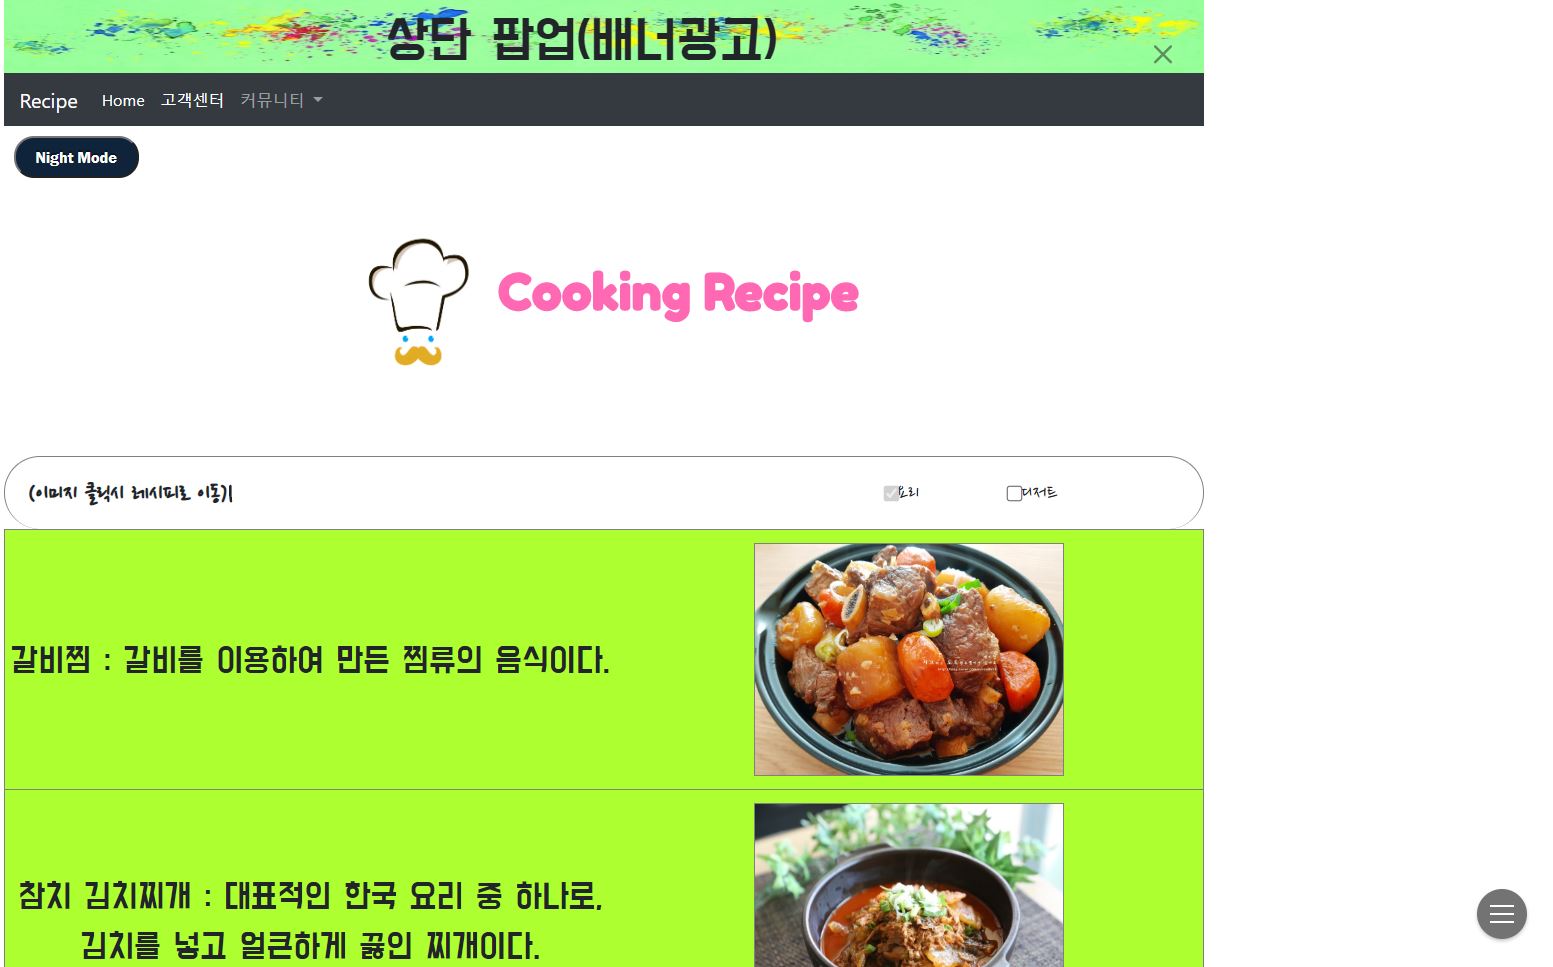 상단 팝업(배너광고)
Recipe Home 고객센터 커뮤니티
Night Mode
Cooking Recipe
(이미지 클릭시 레시피로 이동)| 요리 디저트
갈비찜 : 갈비를 이용하여 만든 찜류의 음식이다.
참치 김치찌개 : 대표적인 한국 요리 중 하나로,
김치를 넣고 얼큰하게 끓인 찌개이다.